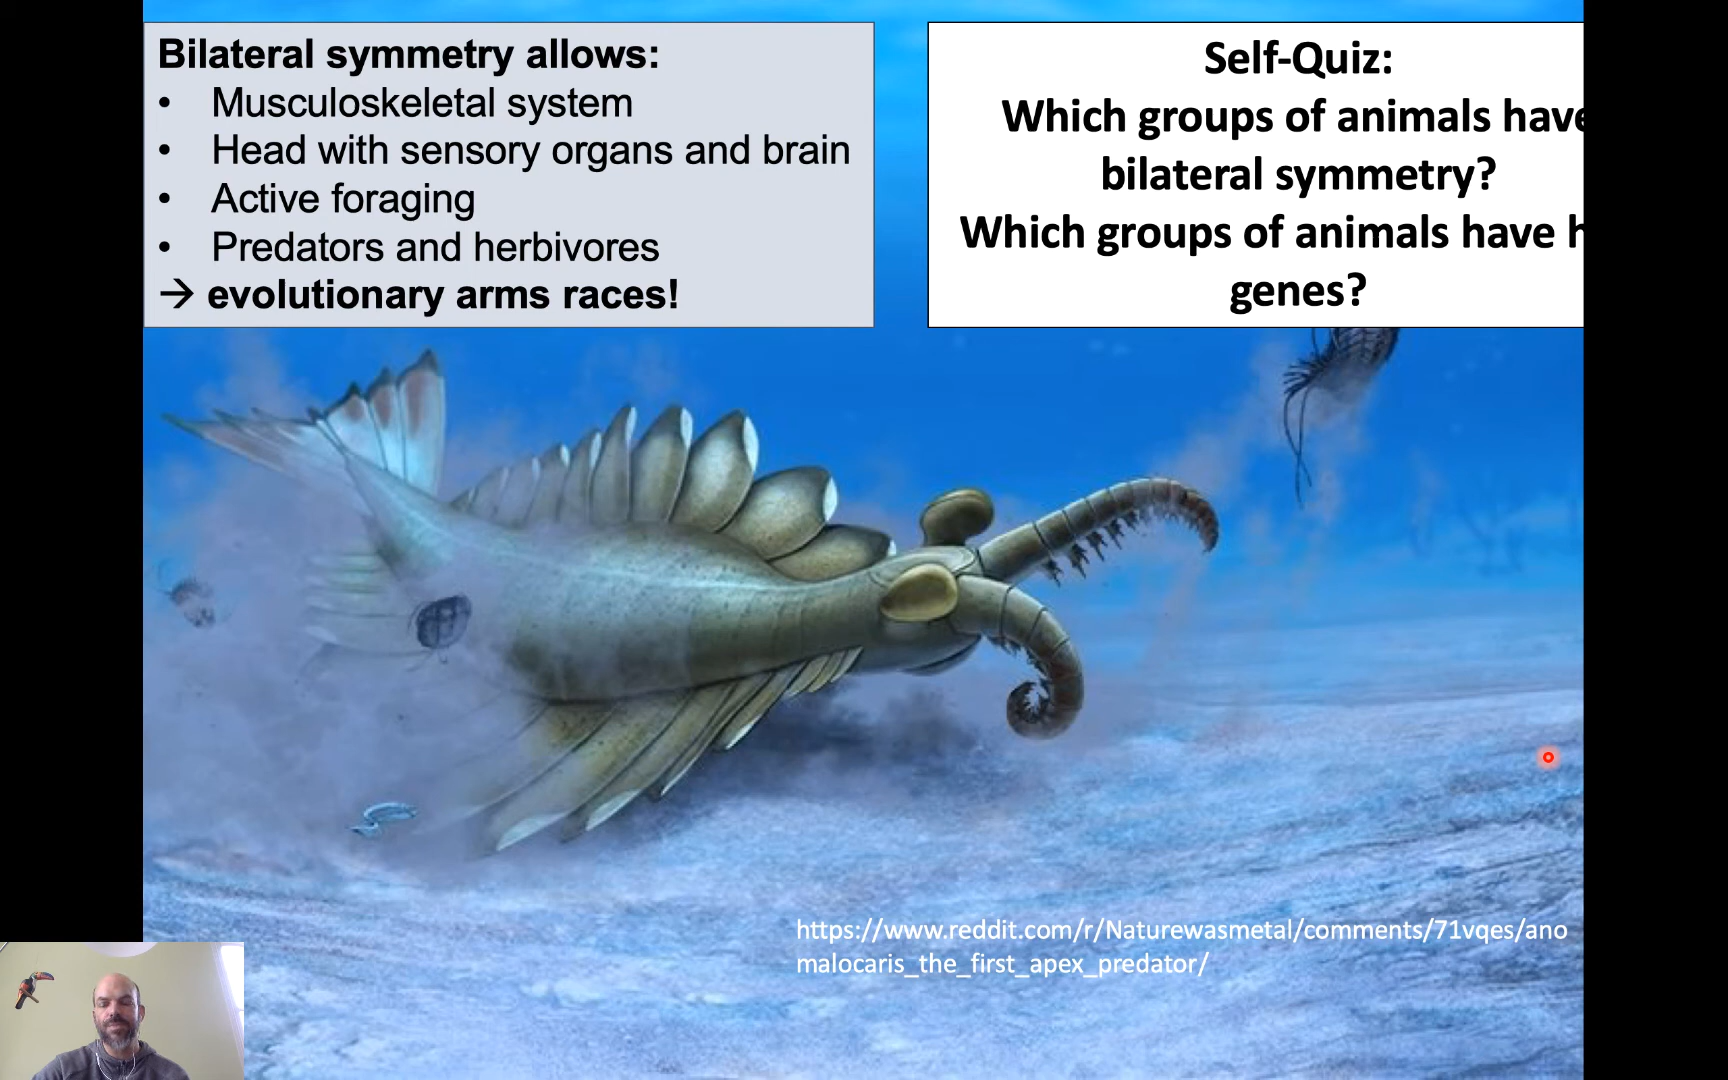 Bilateral symmetry allows:
• Musculoskeletal system
• Head with sensory organs and brain
• Active foraging
• Predators and herbivores
→ evolutionary arms races!
Self-Quiz:
Which groups of animals have
bilateral symmetry?
Which groups of animals have h
genes?
https://www.reddit.com/r/Naturewasmetal/comments/71vqes/ano
malocaris_the_first_apex_predator/